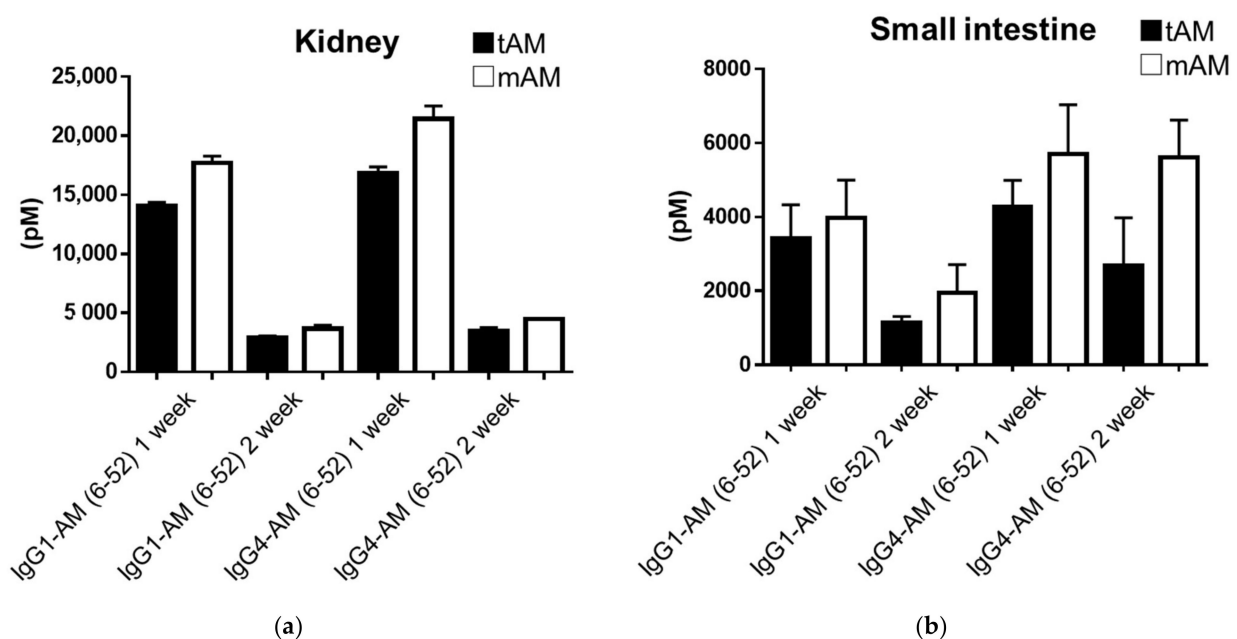 Kidney
tAM
mAM
25,000
20,000
15,000
10,000
5 000
0
(pM)
IgG1-AM (6-52) 1 week
IgG1-AM (6-52) 2 week
IgG4-AM (6-52) 1 week
IgG4-AM (6-52) 2 week
(a)
Small intestine
tAM
mAM
8000
6000
4000
2000
0
(pM)
IgG1-AM (6-52) 1 week
IgG1-AM (6-52) 2 week
IgG4-AM (6-52) 1 week
IgG4-AM (6-52) 2 week
(b)